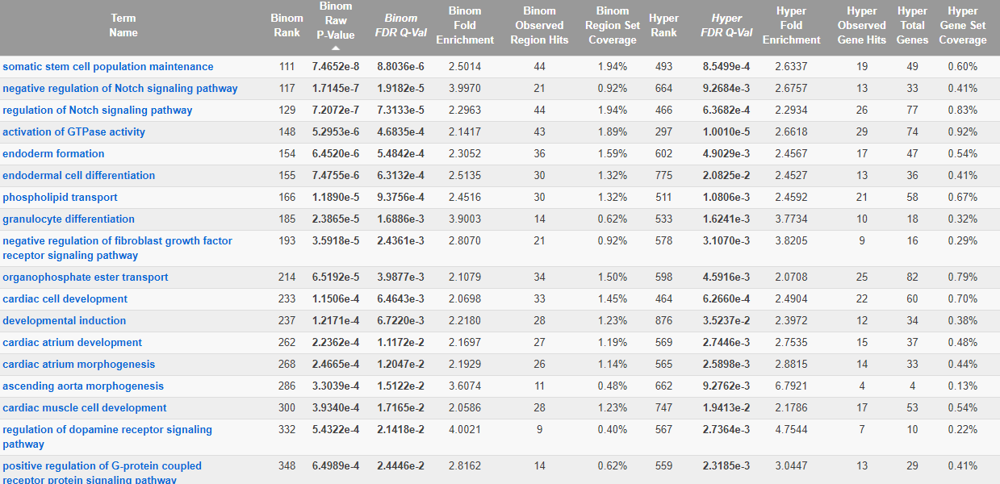 Term Name Binom Rank Binom Raw P-Value Binom FDR Q-Val Binom Fold Enrichment Binom Observed Region Hits Binom Region Set Coverage Hyper Rank Hyper FDR Q-Val Hyper Fold Enrichment Hyper Observed Gene Hits Hyper Total Genes Hyper Gene Set Coverage
somatic stem cell population maintenance 111 7.4652e-8 8.8036e-6 2.5014 44 1.94% 493 8.5499e-4 2.6337 19 49 0.60%
negative regulation of Notch signaling pathway 117 1.7145e-7 1.9182e-5 3.9970 21 0.92% 664 9.2684e-3 2.6757 13 33 0.41%
regulation of Notch signaling pathway 129 7.2072e-7 7.3133e-5 2.2963 44 1.94% 466 6.3682e-4 2.2934 26 77 0.83%
activation of GTPase activity 148 5.2953e-6 4.6835e-4 2.1417 43 1.89% 297 1.0010e-5 2.6618 29 74 0.92%
endoderm formation 154 6.4520e-6 5.4842e-4 2.3052 36 1.59% 602 4.9029e-3 2.4567 17 47 0.54%
endodermal cell differentiation 155 7.4755e-6 6.3132e-4 2.5135 30 1.32% 775 2.0825e-2 2.4527 13 36 0.41%
phospholipid transport 166 1.1890e-5 9.3756e-4 2.4516 30 1.32% 511 1.0806e-3 2.4592 21 58 0.67%
granulocyte differentiation 185 2.3865e-5 1.6886e-3 3.9003 14 0.62% 533 1.6241e-3 3.7734 10 18 0.32%
negative regulation of fibroblast growth factor 193 3.5918e-5 2.4361e-3 2.8070 21 0.92% 578 3.1070e-3 3.8205 9 16 0.29%
receptor signaling pathway
organophosphate ester transport 214 6.5192e-5 3.9877e-3 2.1079 34 1.50% 598 4.5916e-3 2.0708 25 82 0.79%
cardiac cell development 233 1.1506e-4 6.4643e-3 2.0698 33 1.45% 464 6.2660e-4 2.4904 22 60 0.70%
developmental induction 237 1.2171e-4 6.7220e-3 2.2180 28 1.23% 876 3.5237e-2 2.3972 12 34 0.38%
cardiac atrium development 262 2.2362e-4 1.1172e-2 2.1697 27 1.19% 569 2.7446e-3 2.7535 15 37 0.48%
cardiac atrium morphogenesis 268 2.4665e-4 1.2047e-2 2.1929 26 1.14% 565 2.5898e-3 2.8815 14 33 0.44%
ascending aorta morphogenesis 286 3.3039e-4 1.5122e-2 3.6074 11 0.48% 662 9.2762e-3 6.7921 4 4 0.13%
cardiac muscle cell development 300 3.9340e-4 1.7165e-2 2.0586 28 1.23% 747 1.9413e-2 2.1786 17 53 0.54%
regulation of dopamine receptor signaling 332 5.4322e-4 2.1418e-2 4.0021 9 0.40% 567 2.7364e-3 4.7544 7 10 0.22%
pathway
positive regulation of G-protein coupled 348 6.4989e-4 2.4446e-2 2.8162 14 0.62% 559 2.3185e-3 3.0447 13 29 0.41%
receptor protein signaling pathway